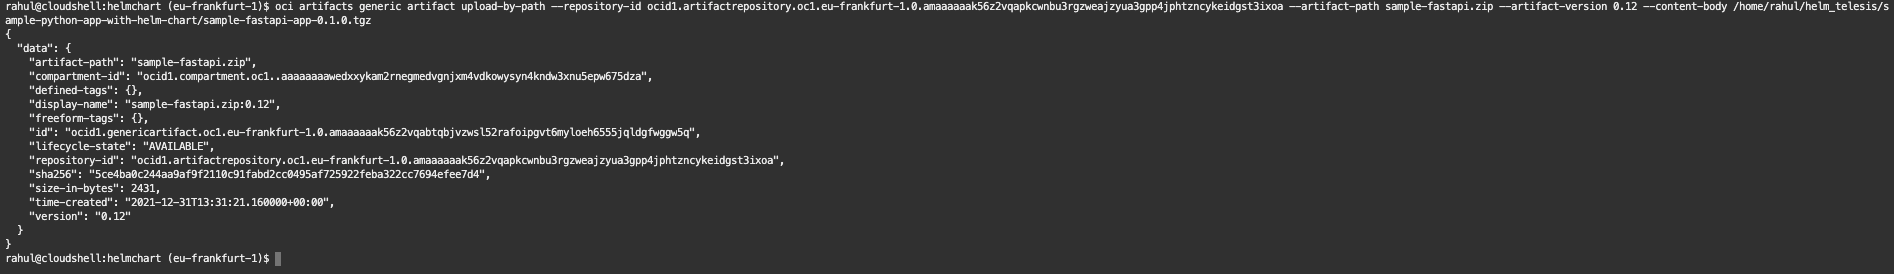 rahul@cloudshell:helmchart (eu-frankfurt-1)$ oci artifacts generic artifact upload-by-path --repository-id ocid1.artifactrepository.oc1.eu-frankfurt-1.0.amaaaaaak56z2vqapkcwnbu3rgzweajzyua3gpp4jphtzncykeidgst3ixoa --artifact-path sample-fastapi.zip --artifact-version 0.12 --content-body /home/rahul/helm_telesis/s
ample-python-app-with-helm-chart/sample-fastapi-app-0.1.0.tgz
{
  "data": {
    "artifact-path": "sample-fastapi.zip",
    "compartment-id": "ocid1.compartment.oc1..aaaaaaaawedxxykam2rnegmedvgnjxm4vdkowysyn4kndw3xnu5epw675dza",
    "defined-tags": {},
    "display-name": "sample-fastapi.zip:0.12",
    "freeform-tags": {},
    "id": "ocid1.genericartifact.oc1.eu-frankfurt-1.0.amaaaaaak56z2vqabtqbjvzwsl52rafoipgvt6myloeh6555jqldgfwggw5q",
    "lifecycle-state": "AVAILABLE",
    "repository-id": "ocid1.artifactrepository.oc1.eu-frankfurt-1.0.amaaaaaak56z2vqapkcwnbu3rgzweajzyua3gpp4jphtzncykeidgst3ixoa",
    "sha256": "5ce4ba0c244aa9af9f2110c91fabd2cc0495af725922feba322cc7694efee7d4",
    "size-in-bytes": 2431,
    "time-created": "2021-12-31T13:31:21.160000+00:00",
    "version": "0.12"
  }
}
rahul@cloudshell:helmchart (eu-frankfurt-1)$